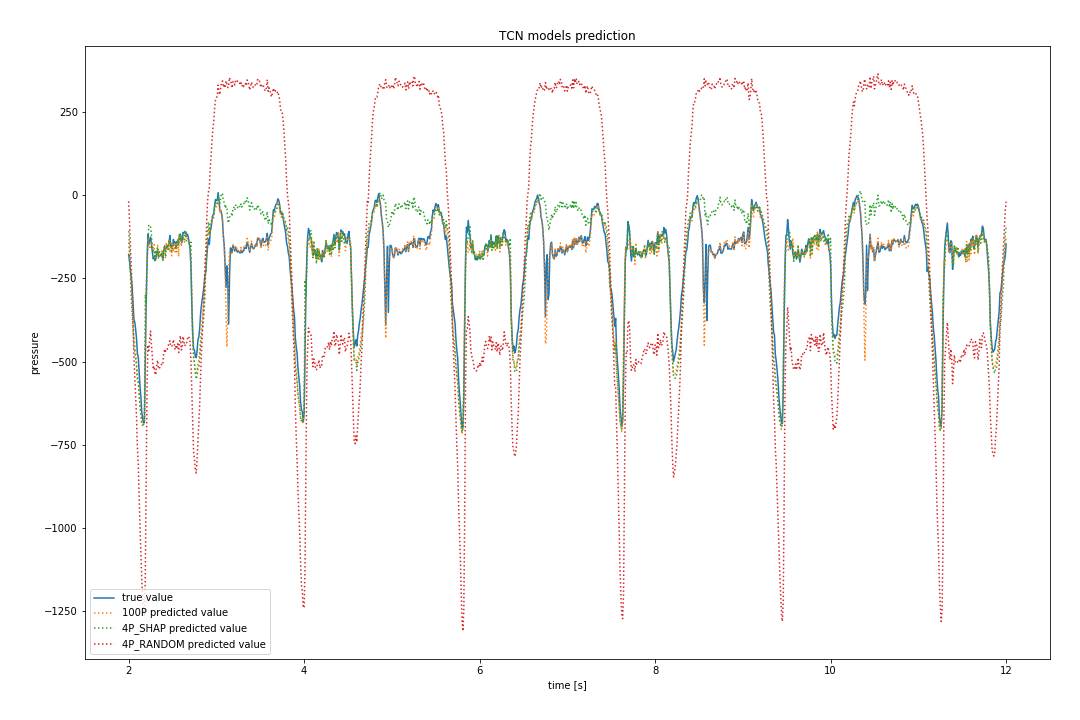 TCN models prediction
250
0
−250
−500
−750
−1000
−1250
pressure
true value
100P predicted value
4P_SHAP predicted value
4P_RANDOM predicted value
2
4
6
8
10
12
time [s]